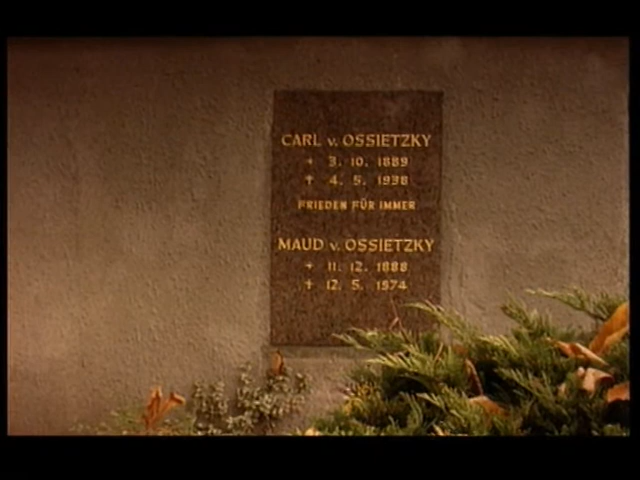 CARL v. OSSIETZKY
+ 3. 10. 1889
† 4. 5. 1938
FRIEDEN FÜR IMMER
MAUD v. OSSIETZKY
+ 11. 12. 1888
+ 12. 5. 1974